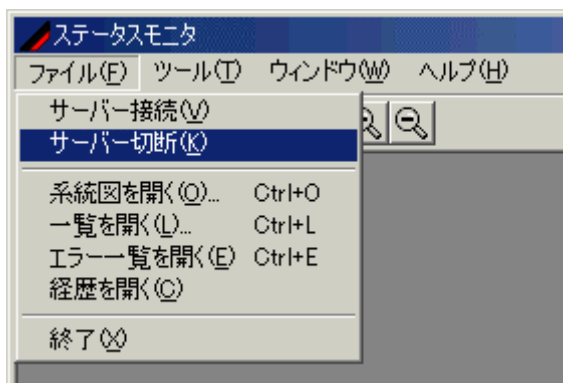 ステータスモニタ
ファイル(F) ツール(T) ウィンドウ(W) ヘルプ(H)
サーバー接続(V)
サーバー切断(K)
系統図を開く(O)... Ctrl+O
一覧を開く(L)... Ctrl+L
エラー一覧を開く(E) Ctrl+E
経歴を開く(C)
終了(X)